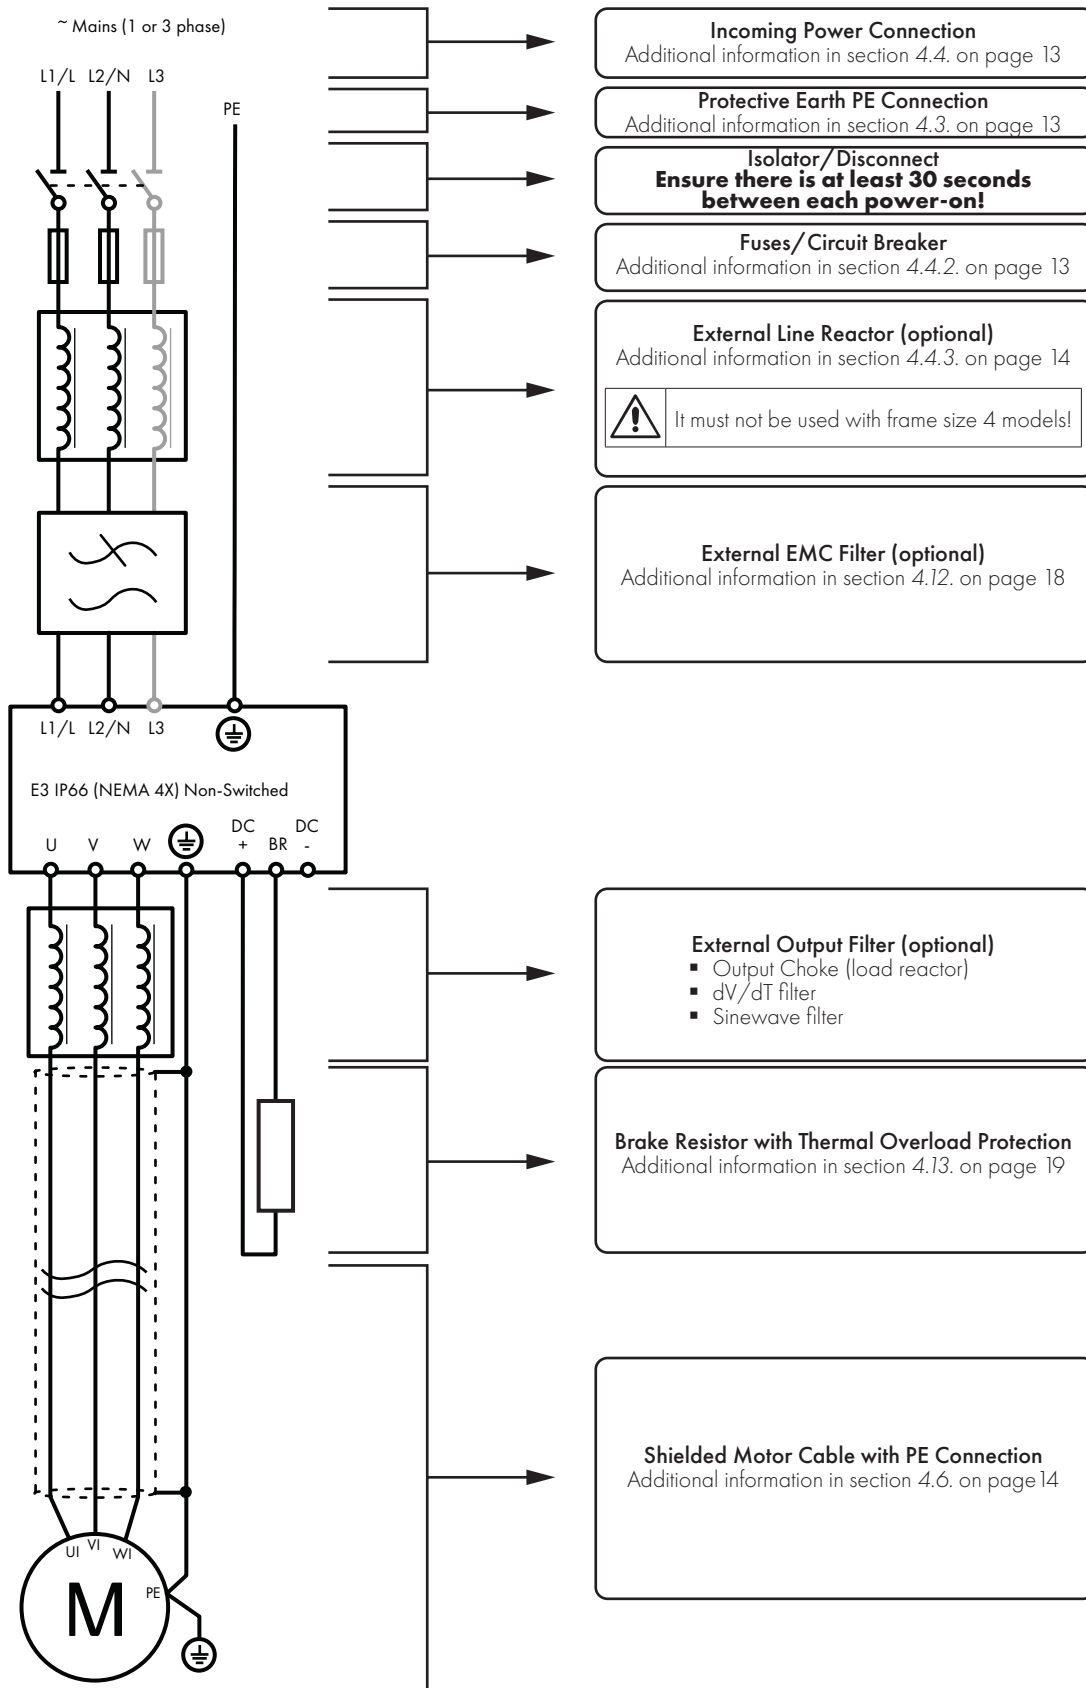 ~ Mains (1 or 3 phase)
L1/L L2/N L3
PE
Incoming Power Connection
Additional information in section 4.4. on page 13
Protective Earth PE Connection
Additional information in section 4.3. on page 13
Isolator/Disconnect
Ensure there is at least 30 seconds
between each power-on!
Fuses/Circuit Breaker
Additional information in section 4.4.2. on page 13
External Line Reactor (optional)
Additional information in section 4.4.3. on page 14
It must not be used with frame size 4 models!
External EMC Filter (optional)
Additional information in section 4.12. on page 18
L1/L L2/N L3
E3 IP66 (NEMA 4X) Non-Switched
U V W DC + BR DC -
External Output Filter (optional)
▪ Output Choke (load reactor)
▪ dV/dT filter
▪ Sinewave filter
Brake Resistor with Thermal Overload Protection
Additional information in section 4.13. on page 19
Shielded Motor Cable with PE Connection
Additional information in section 4.6. on page14
UI VI WI
PE
M